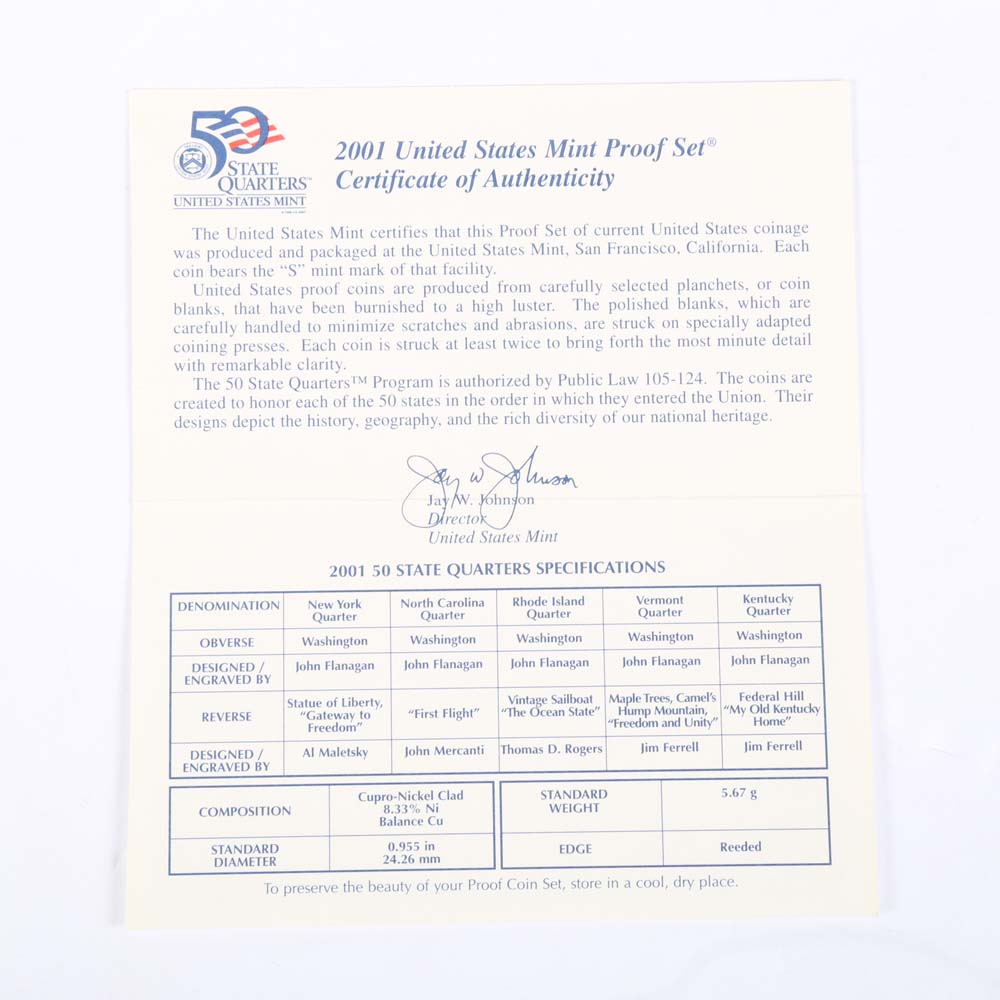 50
STATE
QUARTERS™
UNITED STATES MINT
2001 United States Mint Proof Set®
Certificate of Authenticity
The United States Mint certifies that this Proof Set of current United States coinage
was produced and packaged at the United States Mint, San Francisco, California. Each
coin bears the “S” mint mark of that facility.
United States proof coins are produced from carefully selected planchets, or coin
blanks, that have been burnished to a high luster. The polished blanks, which are
carefully handled to minimize scratches and abrasions, are struck on specially adapted
coining presses. Each coin is struck at least twice to bring forth the most minute detail
with remarkable clarity.
The 50 State Quarters™ Program is authorized by Public Law 105-124. The coins are
created to honor each of the 50 states in the order in which they entered the Union. Their
designs depict the history, geography, and the rich diversity of our national heritage.
Jay W Johnson
Jay W. Johnson
Director
United States Mint
2001 50 STATE QUARTERS SPECIFICATIONS
DENOMINATION New York Quarter North Carolina Quarter Rhode Island Quarter Vermont Quarter Kentucky Quarter
OBVERSE Washington Washington Washington Washington Washington
DESIGNED / ENGRAVED BY John Flanagan John Flanagan John Flanagan John Flanagan John Flanagan
REVERSE Statue of Liberty, “Gateway to Freedom” “First Flight” Vintage Sailboat “The Ocean State” Maple Trees, Camel’s Hump Mountain, “Freedom and Unity” Federal Hill “My Old Kentucky Home”
DESIGNED / ENGRAVED BY Al Maletsky John Mercanti Thomas D. Rogers Jim Ferrell Jim Ferrell
COMPOSITION Cupro-Nickel Clad 8.33% Ni Balance Cu
STANDARD DIAMETER 0.955 in 24.26 mm
STANDARD WEIGHT 5.67 g
EDGE Reeded
To preserve the beauty of your Proof Coin Set, store in a cool, dry place.